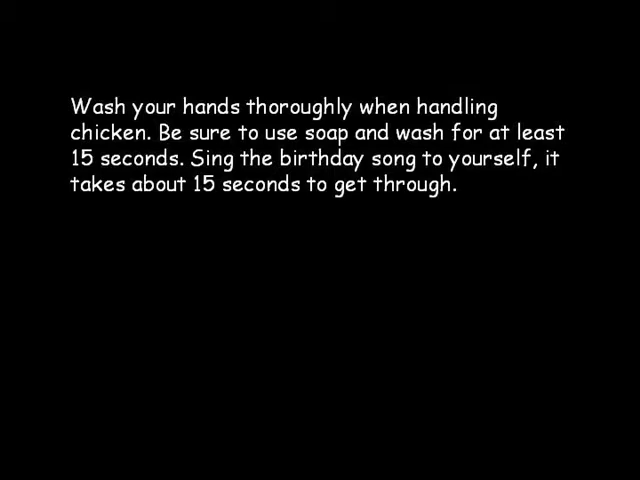 Wash your hands thoroughly when handling
chicken. Be sure to use soap and wash for at least
15 seconds. Sing the birthday song to yourself, it
takes about 15 seconds to get through.